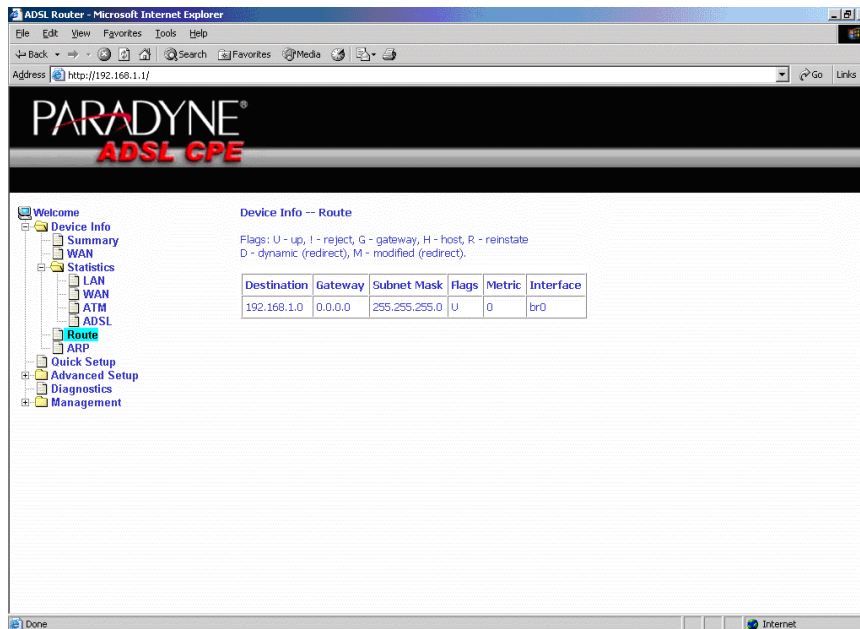 ADSL Router - Microsoft Internet Explorer
File Edit View Favorites Tools Help
Back Search Favorites Media
Address http://192.168.1.1/ Go Links
PARADYNE®
ADSL CPE
Welcome
Device Info
Summary
WAN
Statistics
LAN
WAN
ATM
ADSL
Route
ARP
Quick Setup
Advanced Setup
Diagnostics
Management
Device Info -- Route
Flags: U - up, ! - reject, G - gateway, H - host, R - reinstate
D - dynamic (redirect), M - modified (redirect).
Destination Gateway Subnet Mask Flags Metric Interface
192.168.1.0 0.0.0.0 255.255.255.0 U 0 br0
Done Internet